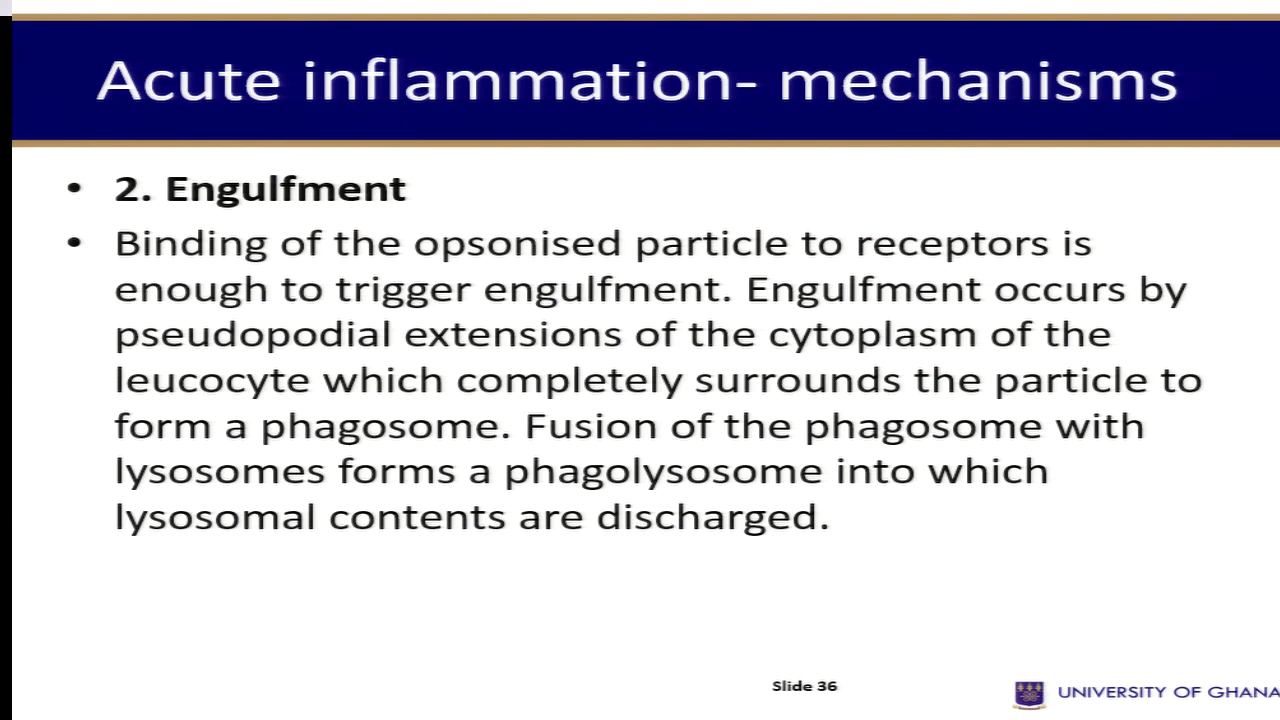 Acute inflammation- mechanisms
• 2. Engulfment
• Binding of the opsonised particle to receptors is
enough to trigger engulfment. Engulfment occurs by
pseudopodial extensions of the cytoplasm of the
leucocyte which completely surrounds the particle to
form a phagosome. Fusion of the phagosome with
lysosomes forms a phagolysosome into which
lysosomal contents are discharged.
Slide 36
UNIVERSITY OF GHANA